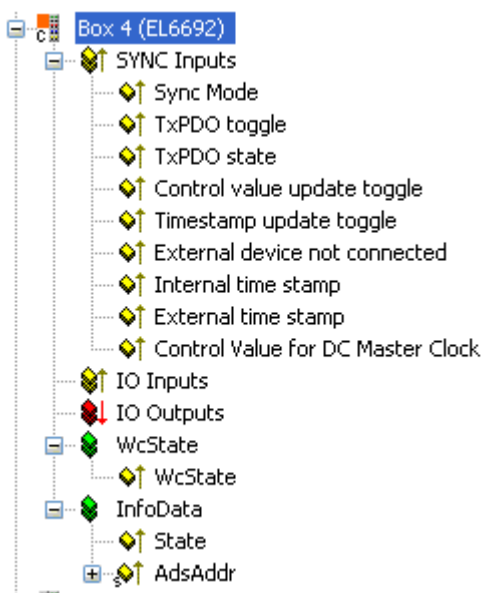 Box 4 (EL6692)
SYNC Inputs
Sync Mode
TxPDO toggle
TxPDO state
Control value update toggle
Timestamp update toggle
External device not connected
Internal time stamp
External time stamp
Control Value for DC Master Clock
IO Inputs
IO Outputs
WcState
WcState
InfoData
State
AdsAddr